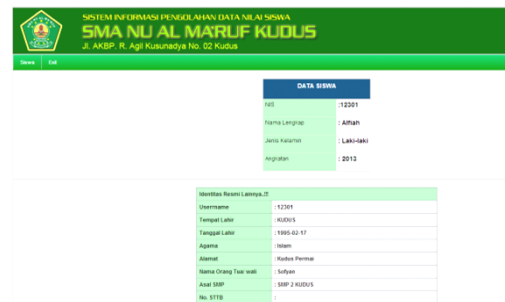 SISTEM INFORMASI PENGOLAHAN DATA NILAI SISWA
SMA NU AL MA'RUF KUDUS
Jl. AKBP. R. Agil Kusunadya No. 02 Kudus
Siswa Exit
DATA SISWA
NIS :12301
Nama Lengkap : Alfiah
Jenis Kelamin : Laki-laki
Angkatan : 2013
Identitas Resmi Lainnya..!!!
Username : 12301
Tempat Lahir : KUDUS
Tanggal Lahir : 1995-02-17
Agama : Islam
Alamat : Kudus Permai
Nama Orang Tuar wali : Sofyan
Asal SMP : SMP 2 KUDUS
No. STTB :